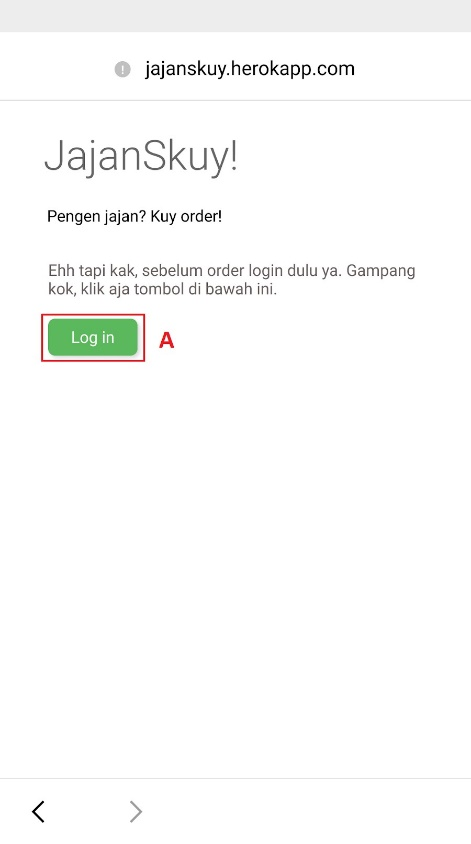 jajanskuy.herokapp.com
JajanSkuy!
Pengen jajan? Kuy order!
Ehh tapi kak, sebelum order login dulu ya. Gampang
kok, klik aja tombol di bawah ini.
Log in
A